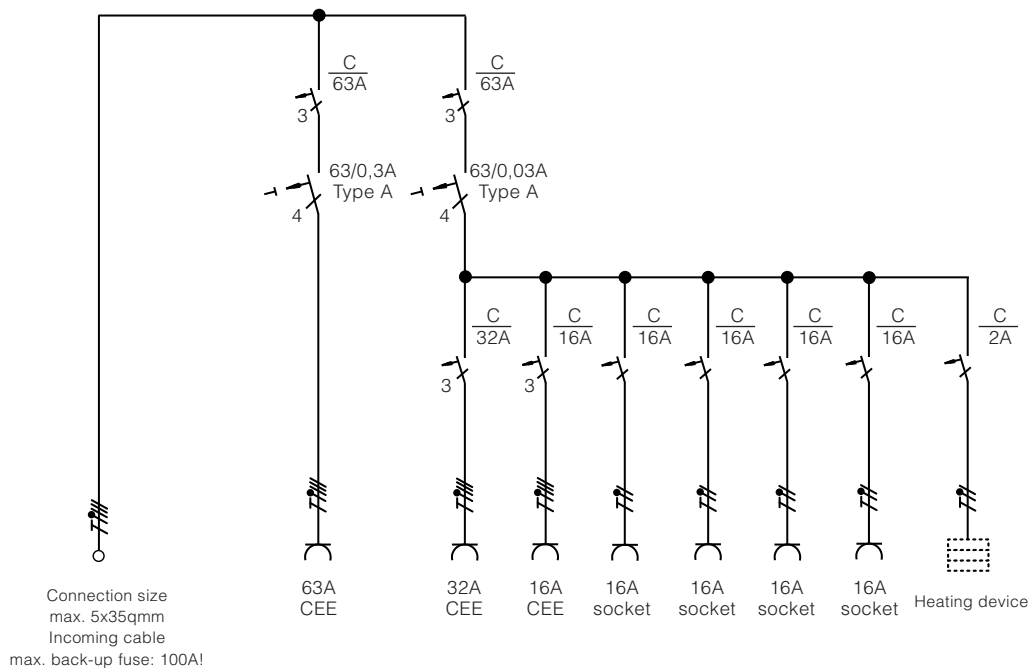 C
63A
3
C
63A
3
63/0,3A
Type A
4
63/0,03A
Type A
4
C
32A
3
C
16A
3
C
16A
C
16A
C
16A
C
16A
C
2A
Connection size
max. 5x35qmm
Incoming cable
max. back-up fuse: 100A!
63A
CEE
32A
CEE
16A
CEE
16A
socket
16A
socket
16A
socket
16A
socket
Heating device